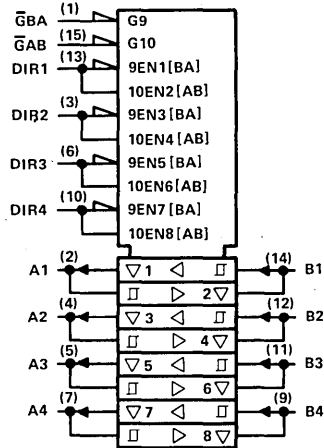 (1)
G̅BA G9
(15)
G̅AB G10
(13)
DIR1 9EN1[BA]
10EN2[AB]
(3)
DIR2 9EN3[BA]
10EN4[AB]
(6)
DIR3 9EN5[BA]
10EN6[AB]
(10)
DIR4 9EN7[BA]
10EN8[AB]
A1 (2) ▽ 1 ◁ (14) B1
▷ 2 ▽
A2 (4) ▽ 3 ◁ (12) B2
▷ 4 ▽
A3 (5) ▽ 5 ◁ (11) B3
▷ 6 ▽
A4 (7) ▽ 7 ◁ (9) B4
▷ 8 ▽